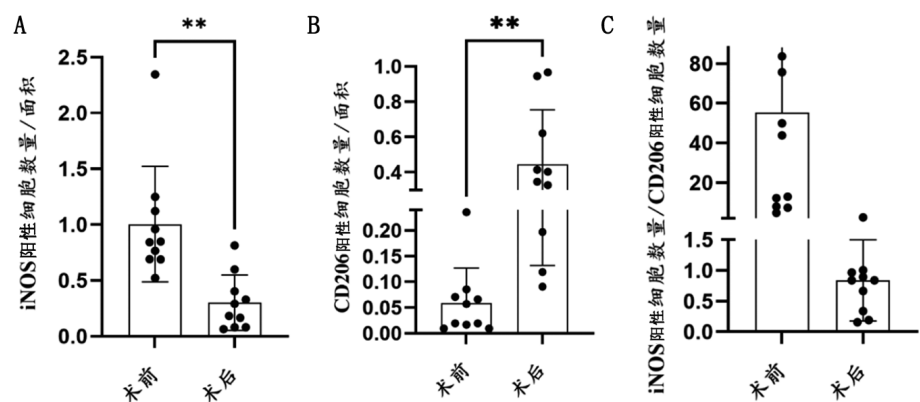 A
iNOS阳性细胞数量/面积
**
2.5
2.0
1.5
1.0
0.5
0.0
术前
术后
B
CD206阳性细胞数量/面积
**
1.0
0.8
0.6
0.4
0.20
0.15
0.10
0.05
0.00
术前
术后
C
iNOS阳性细胞数量/CD206阳性细胞数量
80
60
40
20
1.5
1.0
0.5
0.0
术前
术后